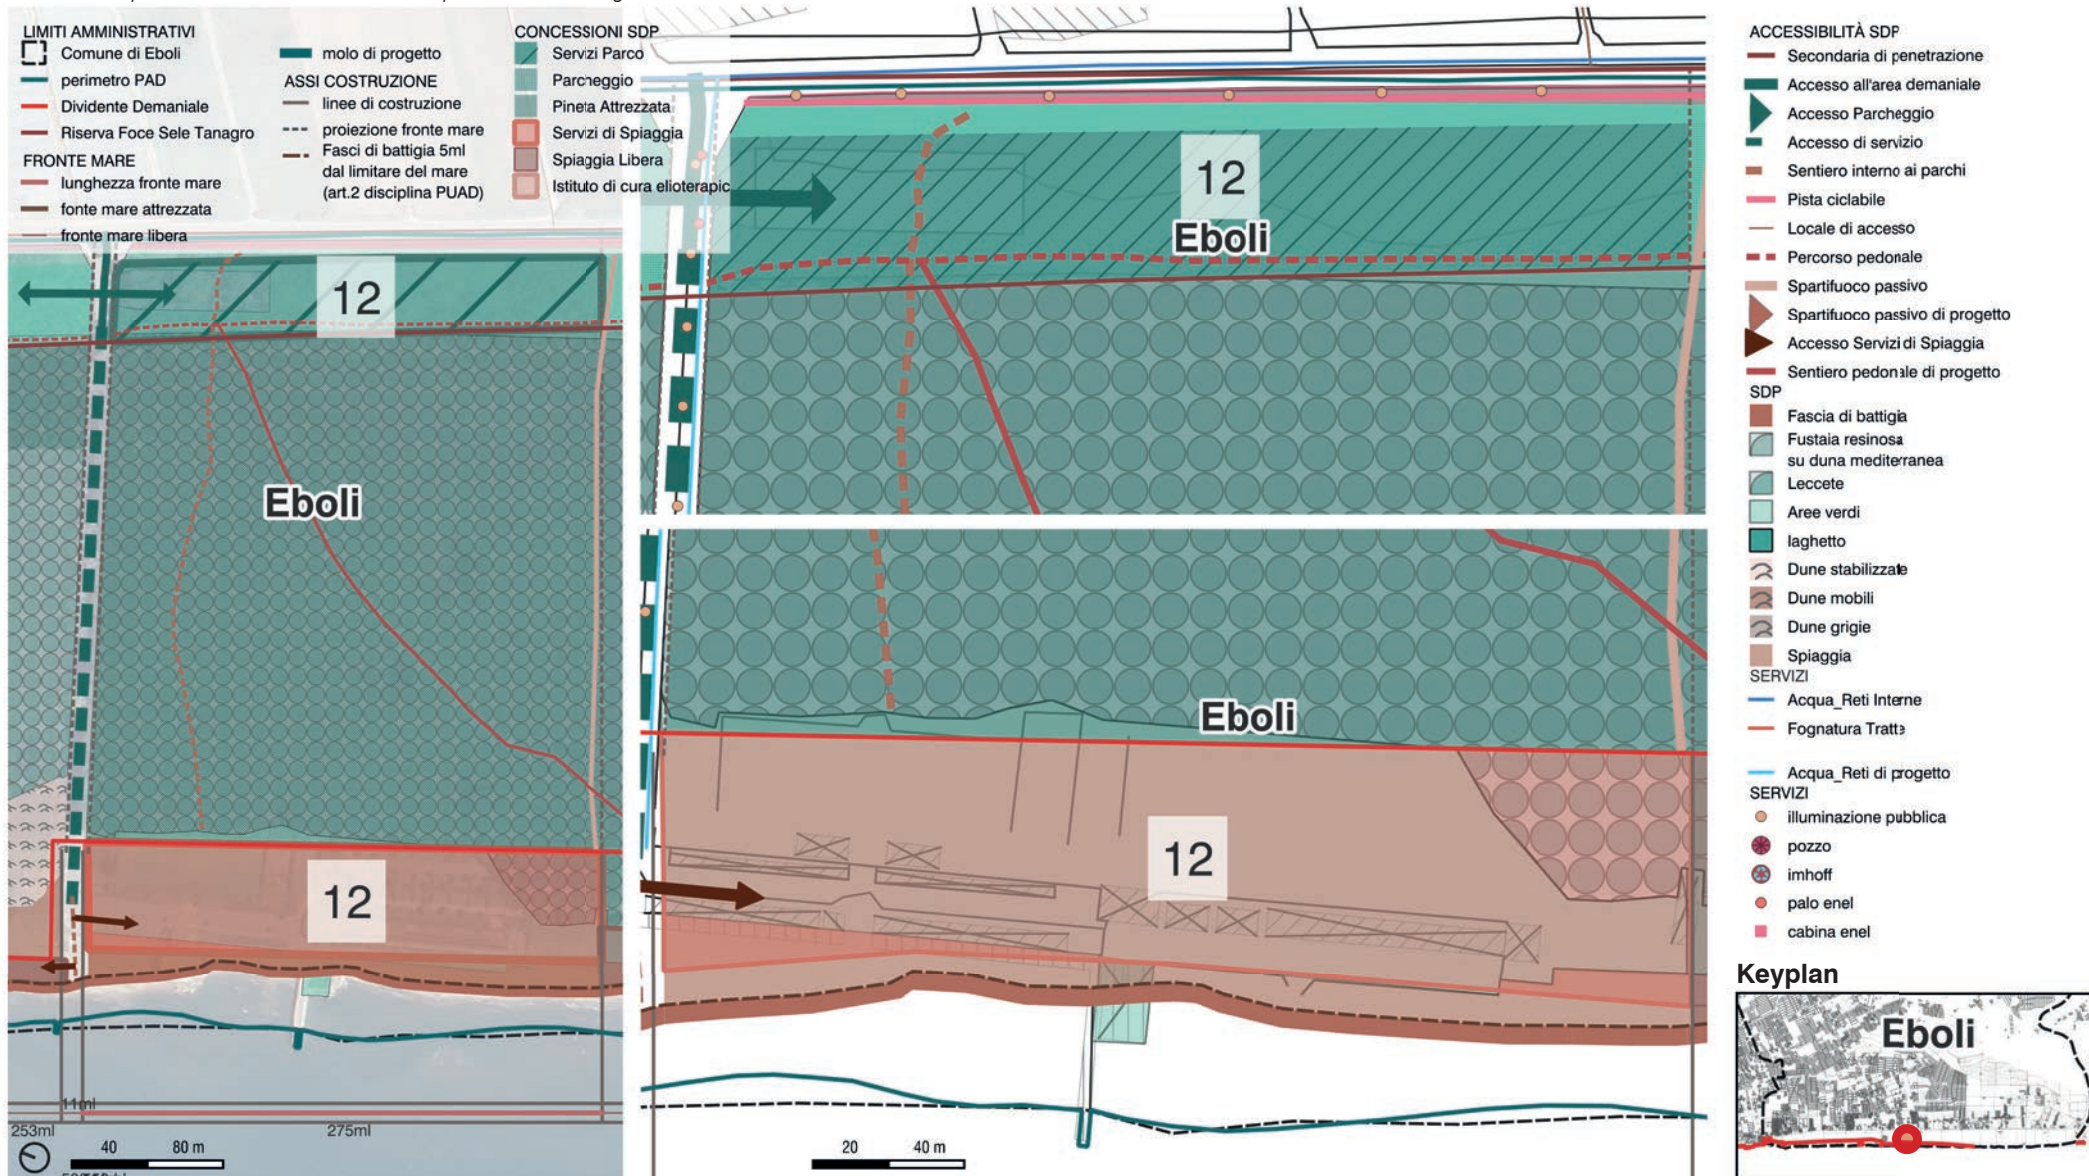 LIMITI AMMINISTRATIVI
Comune di Eboli
perimetro PAD
Dividente Demaniale
Riserva Foce Sele Tanagro
FRONTE MARE
lunghezza fronte mare
fonte mare attrezzata
fronte mare libera
molo di progetto
ASSI COSTRUZIONE
linee di costruzione
proiezione fronte mare
Fasci di battigia 5ml
dal limitare del mare
(art.2 disciplina PUAD)
CONCESSIONI SDP
Servizi Parco
Parcheggio
Pineta Attrezzata
Servizi di Spiaggia
Spiaggia Libera
Istituto di cura elioterapic
12
Eboli
12
11ml
253ml
275ml
40 80 m
12
Eboli
Eboli
12
20 40 m
ACCESSIBILITÀ SDP
Secondaria di penetrazione
Accesso all'area demaniale
Accesso Parcheggio
Accesso di servizio
Sentiero interno ai parchi
Pista ciclabile
Locale di accesso
Percorso pedonale
Spartifuoco passivo
Spartifuoco passivo di progetto
Accesso Servizi di Spiaggia
Sentiero pedonale di progetto
SDP
Fascia di battigia
Fustaia resinosa
su duna mediterranea
Leccete
Aree verdi
laghetto
Dune stabilizzate
Dune mobili
Dune grigie
Spiaggia
SERVIZI
Acqua_Reti Interne
Fognatura Tratte
Acqua_Reti di progetto
SERVIZI
illuminazione pubblica
pozzo
imhoff
palo enel
cabina enel
Keyplan
Eboli